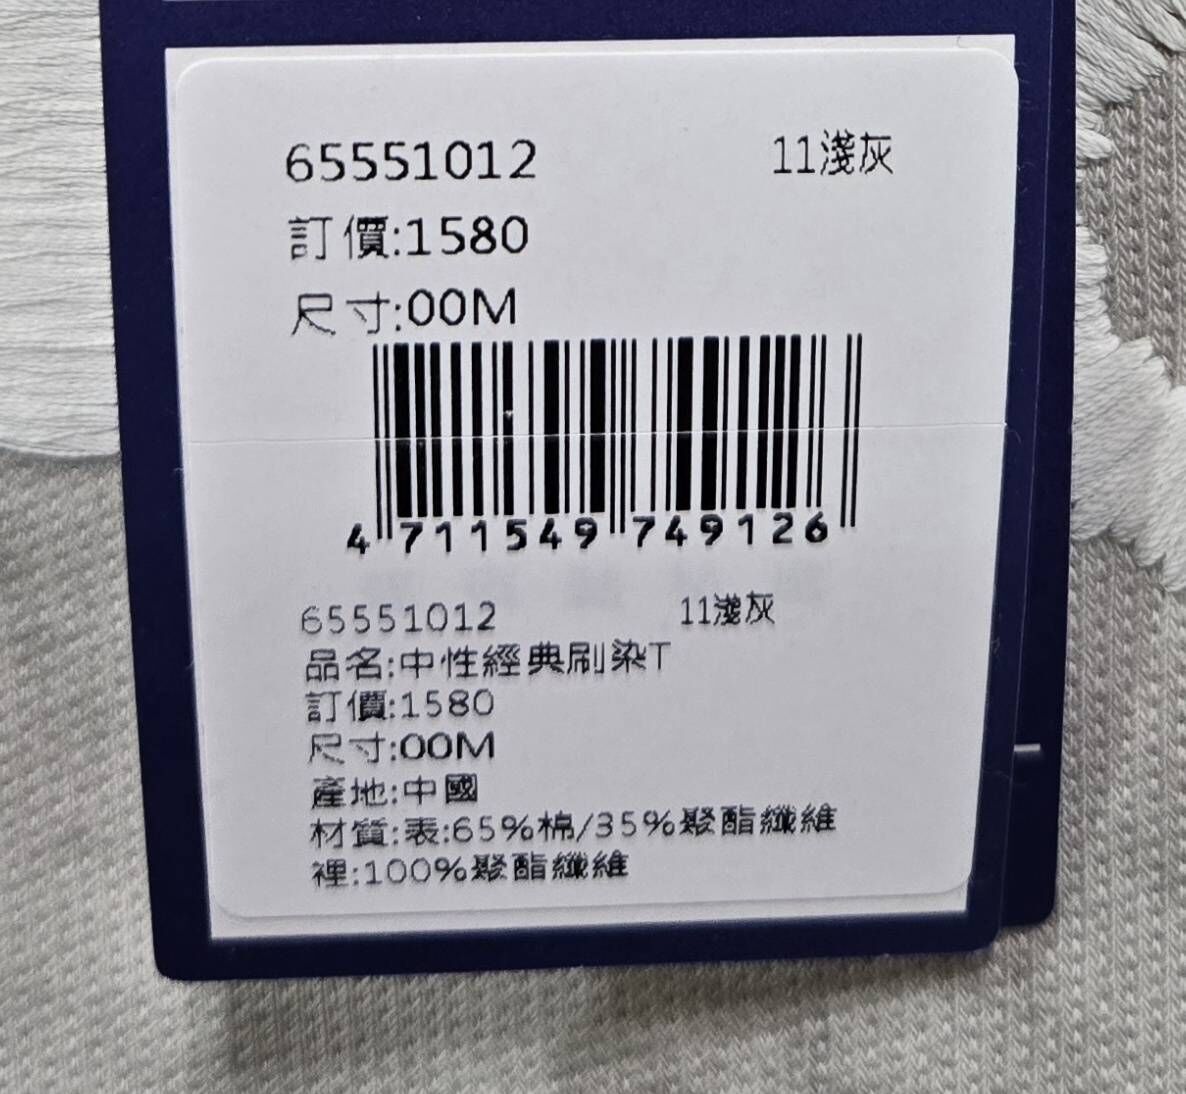 65551012 11淺灰
訂價:1580
尺寸:00M
4 711549 749126
65551012 11淺灰
品名:中性經典刷染T
訂價:1580
尺寸:00M
產地:中國
材質:表:65%棉/35%聚酯纖維
裡:100%聚酯纖維